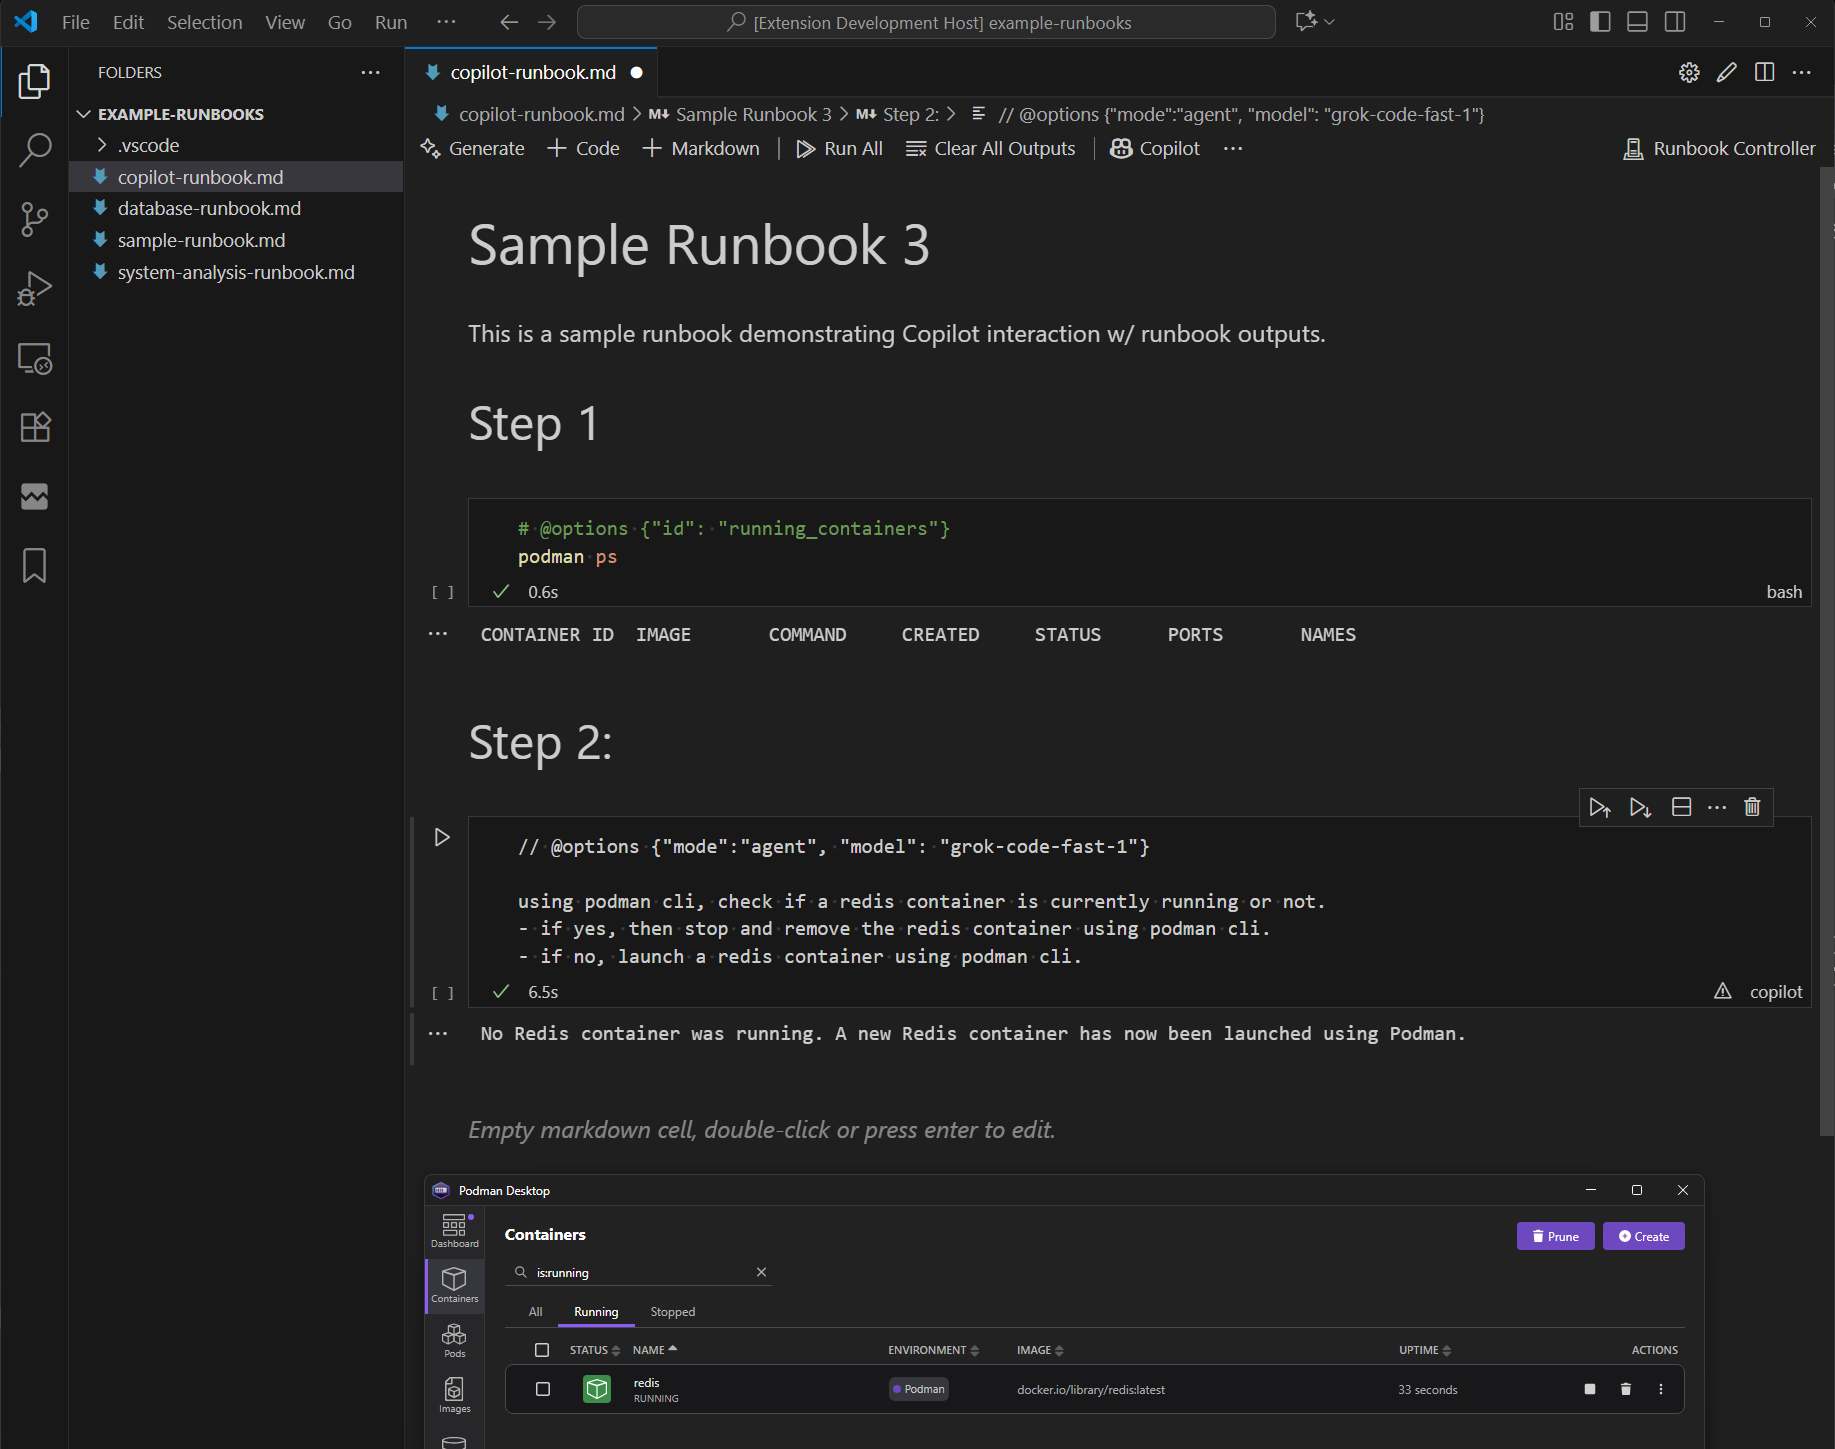 File Edit Selection View Go Run ··· [Extension Development Host] example-runbooks
FOLDERS
EXAMPLE-RUNBOOKS
.vscode
copilot-runbook.md
database-runbook.md
sample-runbook.md
system-analysis-runbook.md
copilot-runbook.md
copilot-runbook.md > M↓ Sample Runbook 3 > M↓ Step 2: > // @options {"mode":"agent", "model": "grok-code-fast-1"}
Generate + Code + Markdown | Run All Clear All Outputs | Copilot ··· Runbook Controller
Sample Runbook 3
This is a sample runbook demonstrating Copilot interaction w/ runbook outputs.
Step 1
# @options {"id": "running_containers"}
podman ps
[ ] ✓ 0.6s bash
CONTAINER ID IMAGE COMMAND CREATED STATUS PORTS NAMES
Step 2:
// @options {"mode":"agent", "model": "grok-code-fast-1"}
using podman cli, check if a redis container is currently running or not.
- if yes, then stop and remove the redis container using podman cli.
- if no, launch a redis container using podman cli.
[ ] ✓ 6.5s copilot
No Redis container was running. A new Redis container has now been launched using Podman.
Empty markdown cell, double-click or press enter to edit.
Podman Desktop
Dashboard
Containers
Pods
Images
Containers
Prune Create
is:running
All Running Stopped
STATUS NAME ENVIRONMENT IMAGE UPTIME ACTIONS
redis
RUNNING
Podman docker.io/library/redis:latest 33 seconds